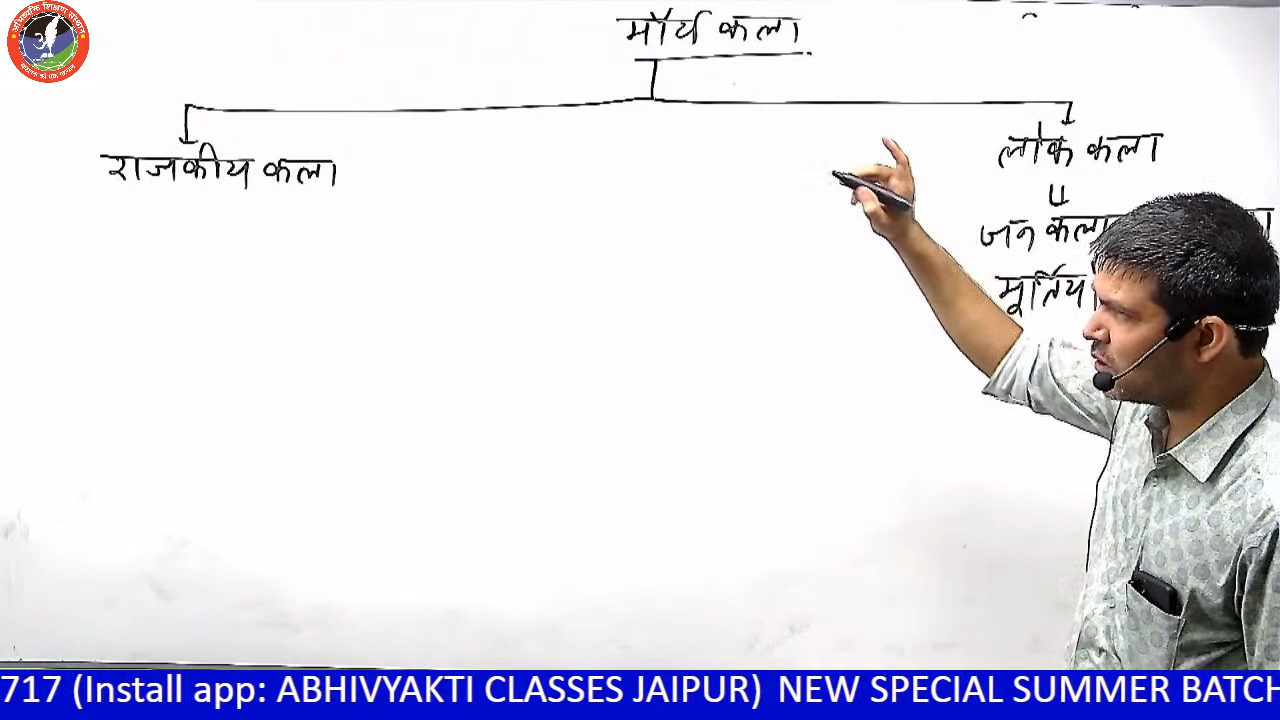 मौर्य कला
राजकीय कला
लोक कला
जन कला
मूर्तिया
717 (Install app: ABHIVYAKTI CLASSES JAIPUR) NEW SPECIAL SUMMER BATCH